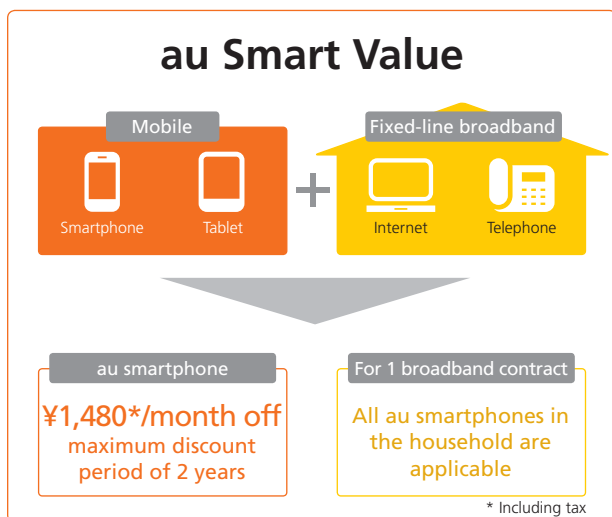 au Smart Value
Mobile
Fixed-line broadband
Smartphone
Tablet
Internet
Telephone
au smartphone
¥1,480*/month off
maximum discount
period of 2 years
For 1 broadband contract
All au smartphones in
the household are
applicable
* Including tax